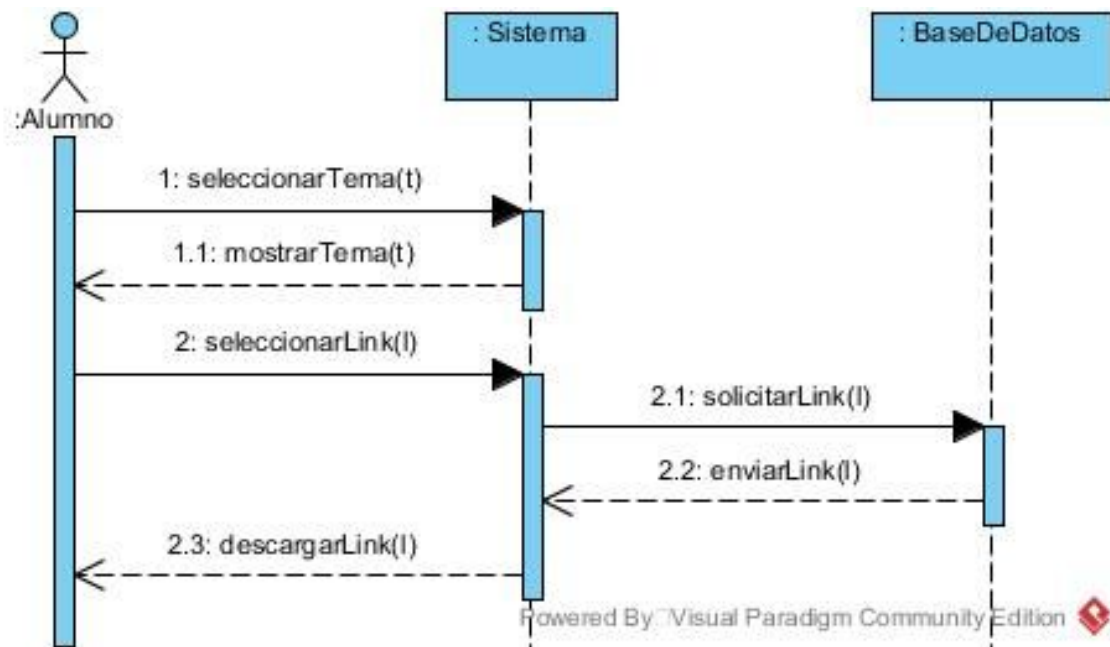 : Sistema
: BaseDeDatos
:Alumno
1: seleccionarTema(t)
1.1: mostrarTema(t)
2: seleccionarLink(l)
2.1: solicitarLink(l)
2.2: enviarLink(l)
2.3: descargarLink(l)
Powered By Visual Paradigm Community Edition